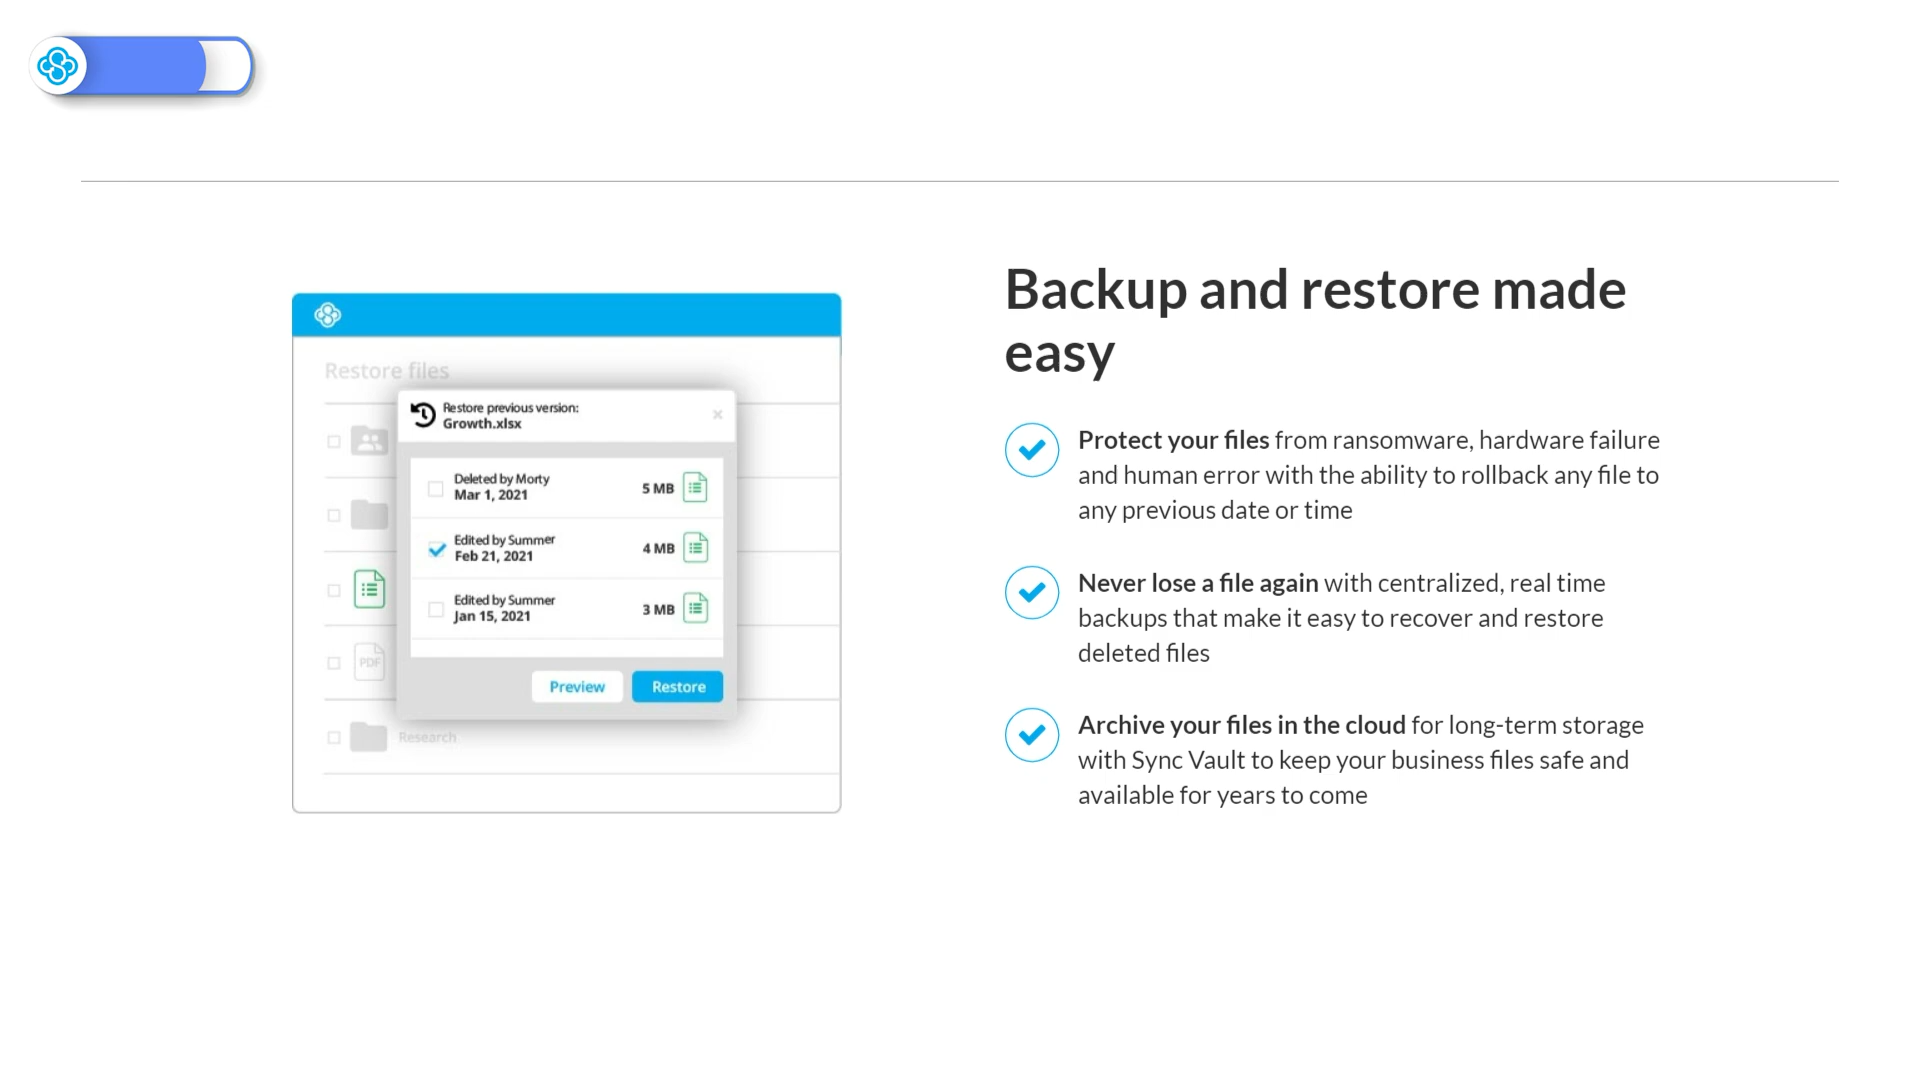 Backup and restore made
easy
Restore files
Restore previous version:
Growth.xlsx
Deleted by Morty
Mar 1, 2021
5 MB
Edited by Summer
Feb 21, 2021
4 MB
Edited by Summer
Jan 15, 2021
3 MB
PDF
Preview
Restore
Research
Protect your files from ransomware, hardware failure
and human error with the ability to rollback any file to
any previous date or time
Never lose a file again with centralized, real time
backups that make it easy to recover and restore
deleted files
Archive your files in the cloud for long-term storage
with Sync Vault to keep your business files safe and
available for years to come